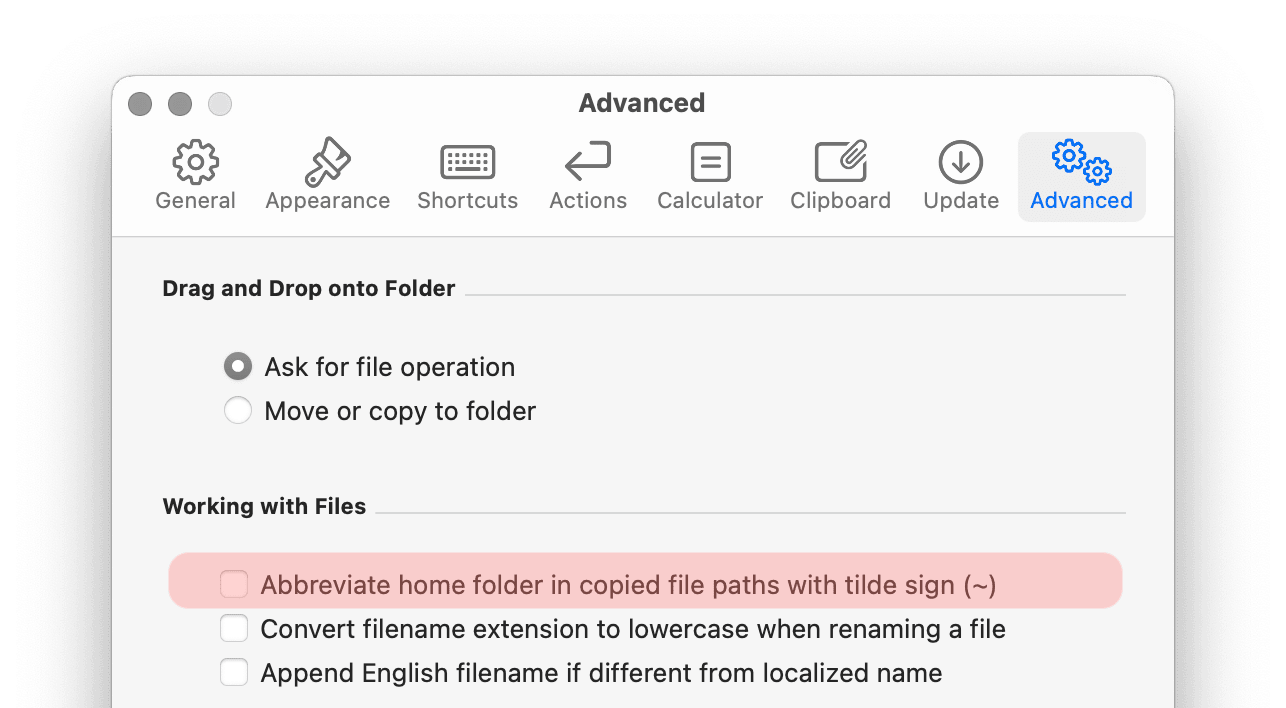 Advanced
General Appearance Shortcuts Actions Calculator Clipboard Update Advanced
Drag and Drop onto Folder
Ask for file operation
Move or copy to folder
Working with Files
Abbreviate home folder in copied file paths with tilde sign (~)
Convert filename extension to lowercase when renaming a file
Append English filename if different from localized name